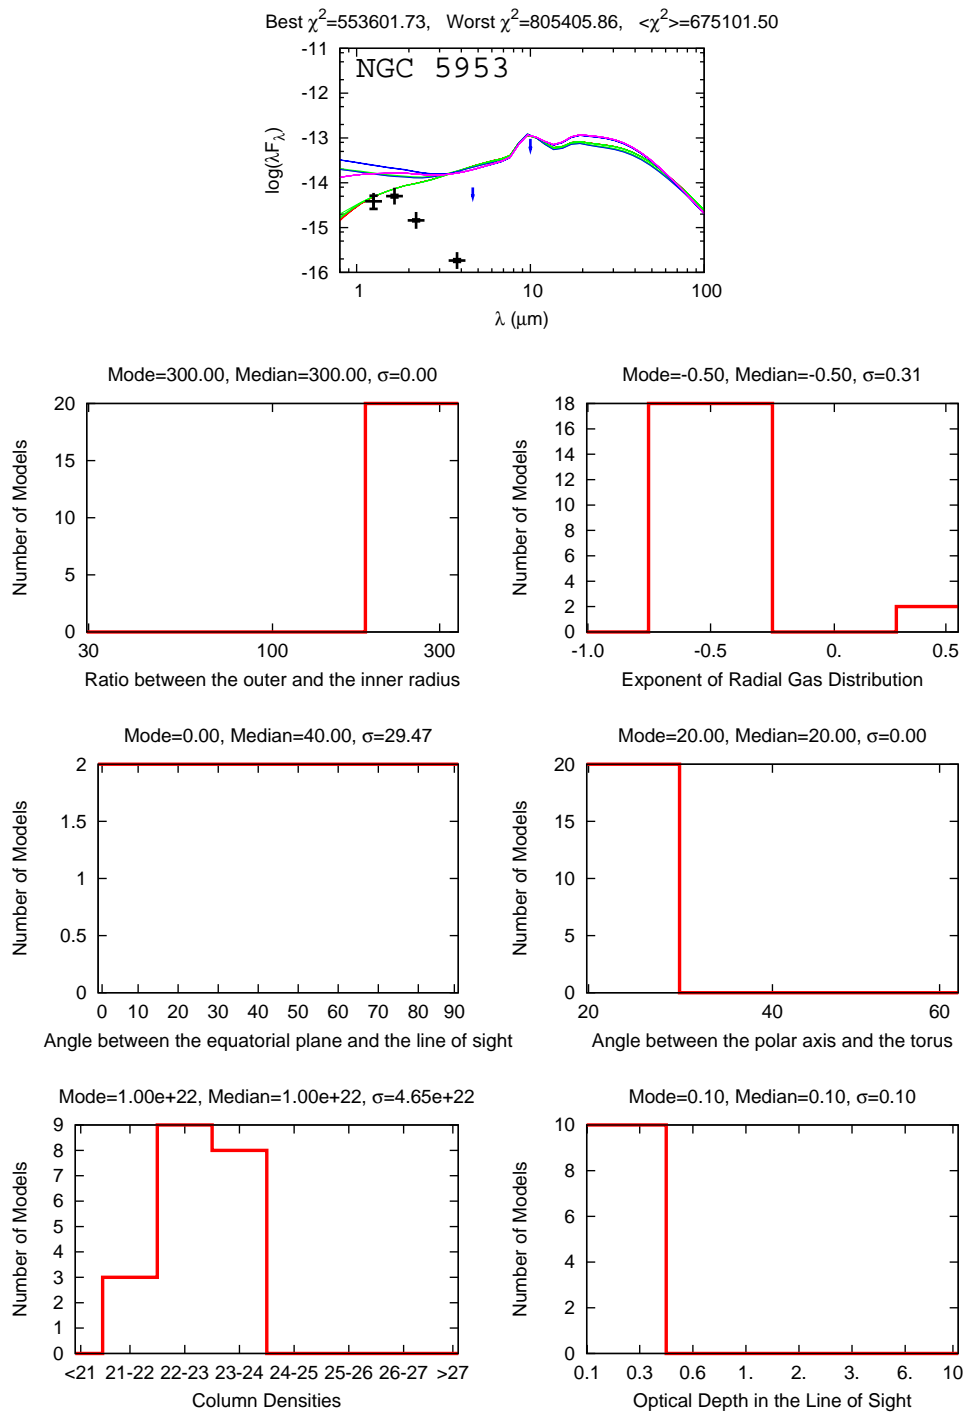 Best χ²=553601.73, Worst χ²=805405.86, <χ²>=675101.50
NGC 5953
-11
-12
-13
-14
-15
-16
log(λFλ)
1 10 100
λ (μm)
Mode=300.00, Median=300.00, σ=0.00
20
15
10
5
0
Number of Models
30 100 300
Ratio between the outer and the inner radius
Mode=-0.50, Median=-0.50, σ=0.31
18
16
14
12
10
8
6
4
2
0
Number of Models
-1.0 -0.5 0. 0.5
Exponent of Radial Gas Distribution
Mode=0.00, Median=40.00, σ=29.47
2
1.5
1
0.5
0
Number of Models
0 10 20 30 40 50 60 70 80 90
Angle between the equatorial plane and the line of sight
Mode=20.00, Median=20.00, σ=0.00
20
15
10
5
0
Number of Models
20 40 60
Angle between the polar axis and the torus
Mode=1.00e+22, Median=1.00e+22, σ=4.65e+22
9
8
7
6
5
4
3
2
1
0
Number of Models
<21 21-22 22-23 23-24 24-25 25-26 26-27 >27
Column Densities
Mode=0.10, Median=0.10, σ=0.10
10
8
6
4
2
0
Number of Models
0.1 0.3 0.6 1. 2. 3. 6. 10
Optical Depth in the Line of Sight